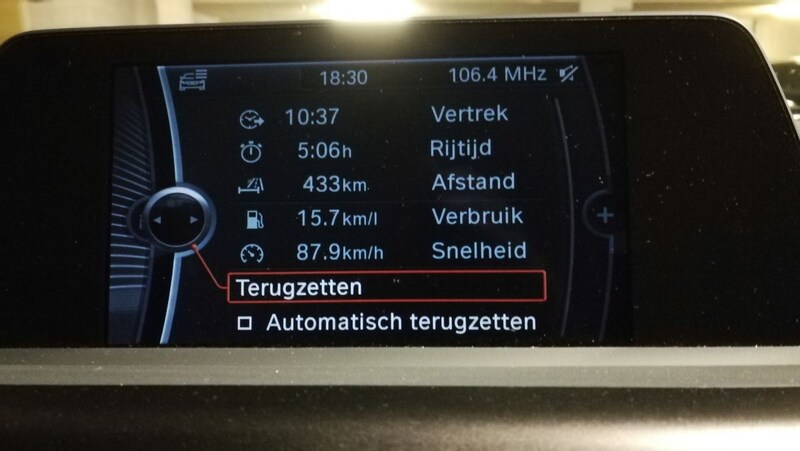 18:30 106.4 MHz
10:37 Vertrek
5:06h Rijtijd
433km Afstand
15.7km/l Verbruik
87.9km/h Snelheid
Terugzetten
Automatisch terugzetten